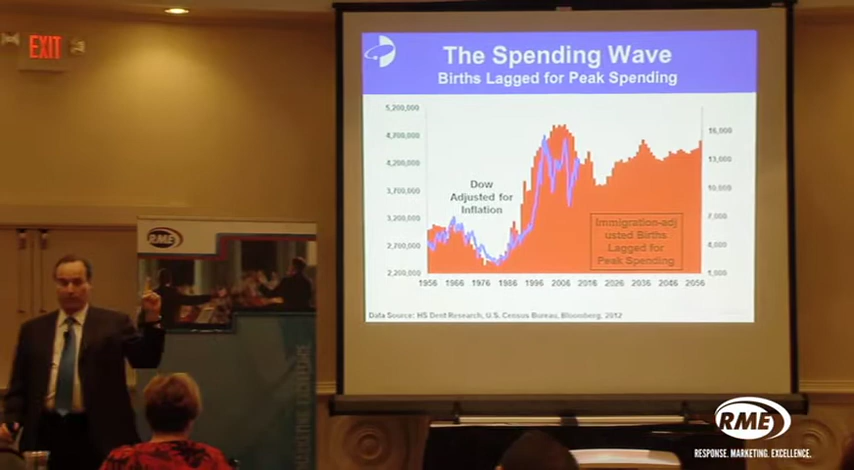 EXIT
The Spending Wave
Births Lagged for Peak Spending
5,200,000
4,700,000
4,200,000
3,700,000
3,200,000
2,700,000
2,200,000
Dow
Adjusted for
Inflation
16,000
13,000
10,000
7,000
4,000
1,000
Immigration-adj
usted Births
Lagged for
Peak Spending
1956 1966 1976 1986 1996 2006 2016 2026 2036 2046 2056
Data Source: HS Dent Research, U.S. Census Bureau, Bloomberg, 2012
RME
RME
RESPONSE. MARKETING. EXCELLENCE.